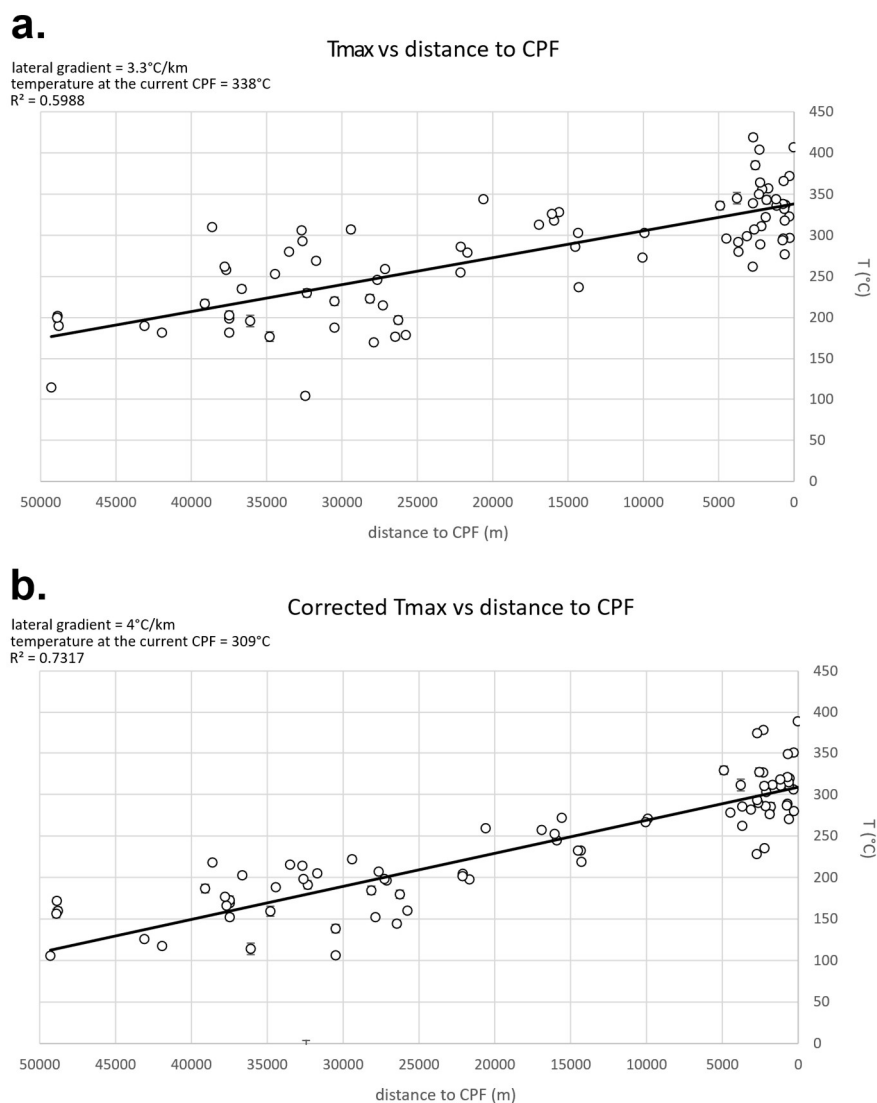 a.
Tmax vs distance to CPF
lateral gradient = 3.3°C/km
temperature at the current CPF = 338°C
R² = 0.5988
450
400
350
300
250
200
150
100
50
0
T (°C)
50000 45000 40000 35000 30000 25000 20000 15000 10000 5000 0
distance to CPF (m)
b.
Corrected Tmax vs distance to CPF
lateral gradient = 4°C/km
temperature at the current CPF = 309°C
R² = 0.7317
450
400
350
300
250
200
150
100
50
0
T (°C)
50000 45000 40000 35000 30000 25000 20000 15000 10000 5000 0
distance to CPF (m)